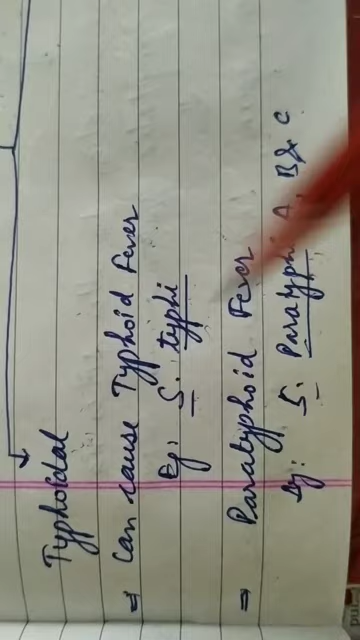 Typhoidal
⇒ Can cause Typhoid Fever
Eg: S. typhi
⇒ Paratyphoid Fever
Eg: S. Paratyphi A, B & C